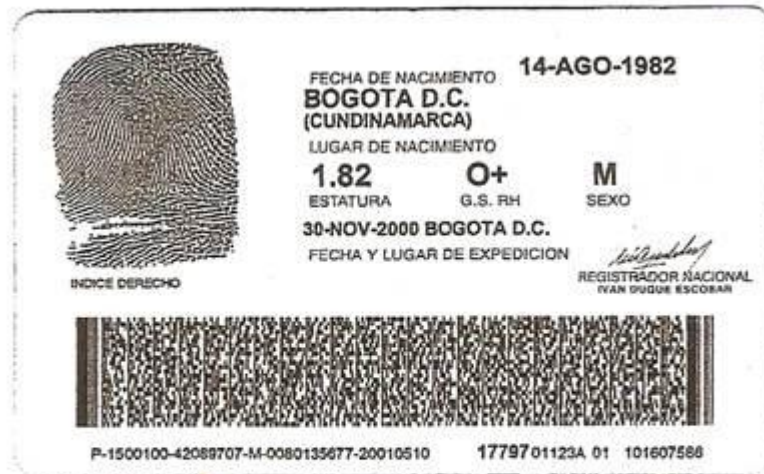 FECHA DE NACIMIENTO 14-AGO-1982
BOGOTA D.C.
(CUNDINAMARCA)
LUGAR DE NACIMIENTO
1.82 O+ M
ESTATURA G.S. RH SEXO
30-NOV-2000 BOGOTA D.C.
FECHA Y LUGAR DE EXPEDICION
INDICE DERECHO
REGISTRADOR NACIONAL
IVAN DUQUE ESCOBAR
P-1500100-42089707-M-0080135677-20010510 17797 01123A 01 101607586